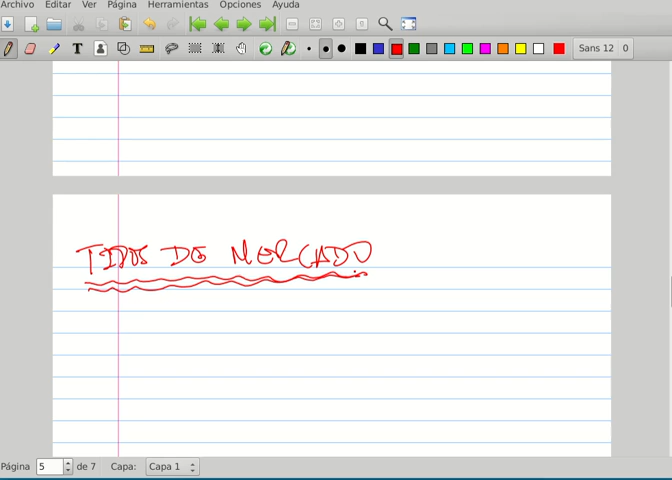 Archivo Editar Ver Página Herramientas Opciones Ayuda
Sans 12
TIPOS DE MERCADO
Página 5 de 7 Capa: Capa 1